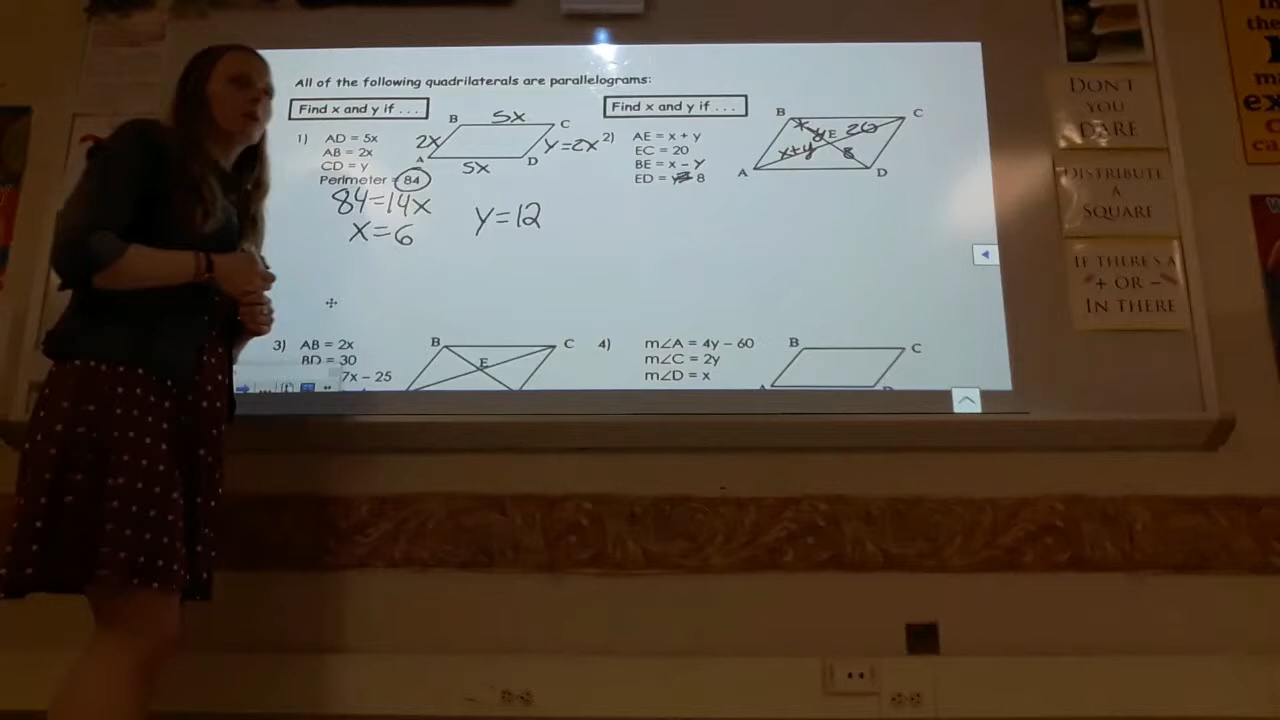 All of the following quadrilaterals are parallelograms:
Find x and y if . . .
1) AD = 5x
AB = 2x
CD = y
Perimeter = 84
B 5x C
2x y=2x
A 5x D
84=14x
x=6
y=12
Find x and y if . . .
2) AE = x + y
EC = 20
BE = x - y
ED = 8
B C
x-y E 20
x+y 8
A D
3) AB = 2x
BD = 30
7x – 25
B C
E
4) m∠A = 4y – 60
m∠C = 2y
m∠D = x
B C
DON'T
YOU
DARE
DISTRIBUTE
A
SQUARE
IF THERE'S A
+ OR –
IN THERE